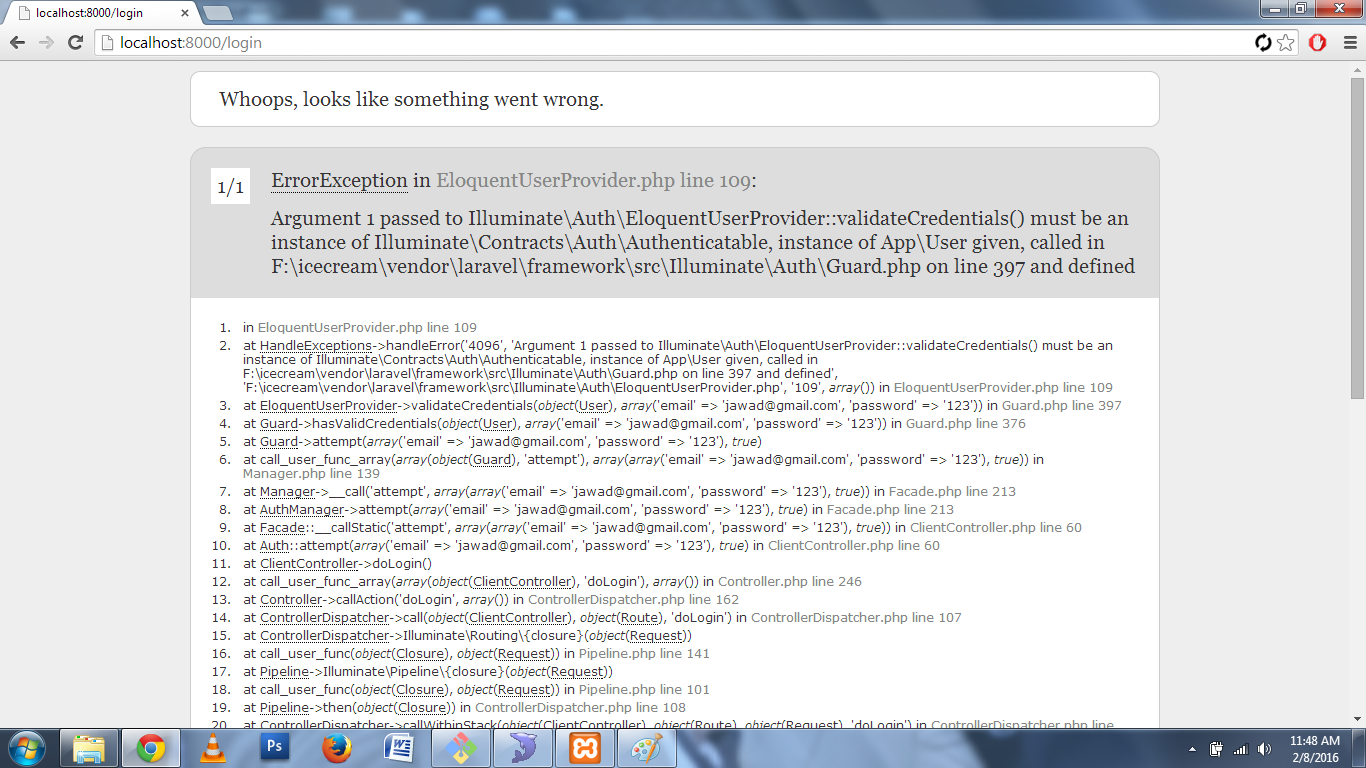 localhost:8000/login
localhost:8000/login
Whoops, looks like something went wrong.
1/1
ErrorException in EloquentUserProvider.php line 109:
Argument 1 passed to Illuminate\Auth\EloquentUserProvider::validateCredentials() must be an
instance of Illuminate\Contracts\Auth\Authenticatable, instance of App\User given, called in
F:\icecream\vendor\laravel\framework\src\Illuminate\Auth\Guard.php on line 397 and defined
1. in EloquentUserProvider.php line 109
2. at HandleExceptions->handleError('4096', 'Argument 1 passed to Illuminate\Auth\EloquentUserProvider::validateCredentials() must be an
instance of Illuminate\Contracts\Auth\Authenticatable, instance of App\User given, called in
F:\icecream\vendor\laravel\framework\src\Illuminate\Auth\Guard.php on line 397 and defined',
'F:\icecream\vendor\laravel\framework\src\Illuminate\Auth\EloquentUserProvider.php', '109', array()) in EloquentUserProvider.php line 109
3. at EloquentUserProvider->validateCredentials(object(User), array('email' => 'jawad@gmail.com', 'password' => '123')) in Guard.php line 397
4. at Guard->hasValidCredentials(object(User), array('email' => 'jawad@gmail.com', 'password' => '123')) in Guard.php line 376
5. at Guard->attempt(array('email' => 'jawad@gmail.com', 'password' => '123'), true)
6. at call_user_func_array(array(object(Guard), 'attempt'), array(array('email' => 'jawad@gmail.com', 'password' => '123'), true)) in
Manager.php line 139
7. at Manager->__call('attempt', array(array('email' => 'jawad@gmail.com', 'password' => '123'), true)) in Facade.php line 213
8. at AuthManager->attempt(array('email' => 'jawad@gmail.com', 'password' => '123'), true) in Facade.php line 213
9. at Facade::__callStatic('attempt', array(array('email' => 'jawad@gmail.com', 'password' => '123'), true)) in ClientController.php line 60
10. at Auth::attempt(array('email' => 'jawad@gmail.com', 'password' => '123'), true) in ClientController.php line 60
11. at ClientController->doLogin()
12. at call_user_func_array(array(object(ClientController), 'doLogin'), array()) in Controller.php line 246
13. at Controller->callAction('doLogin', array()) in ControllerDispatcher.php line 162
14. at ControllerDispatcher->call(object(ClientController), object(Route), 'doLogin') in ControllerDispatcher.php line 107
15. at ControllerDispatcher->Illuminate\Routing\{closure}(object(Request))
16. at call_user_func(object(Closure), object(Request)) in Pipeline.php line 141
17. at Pipeline->Illuminate\Pipeline\{closure}(object(Request))
18. at call_user_func(object(Closure), object(Request)) in Pipeline.php line 101
19. at Pipeline->then(object(Closure)) in ControllerDispatcher.php line 108
20. at ControllerDispatcher->callWithinStack(object(ClientController), object(Route), object(Request), 'doLogin') in ControllerDispatcher.php line
Ps
W
11:48 AM
2/8/2016